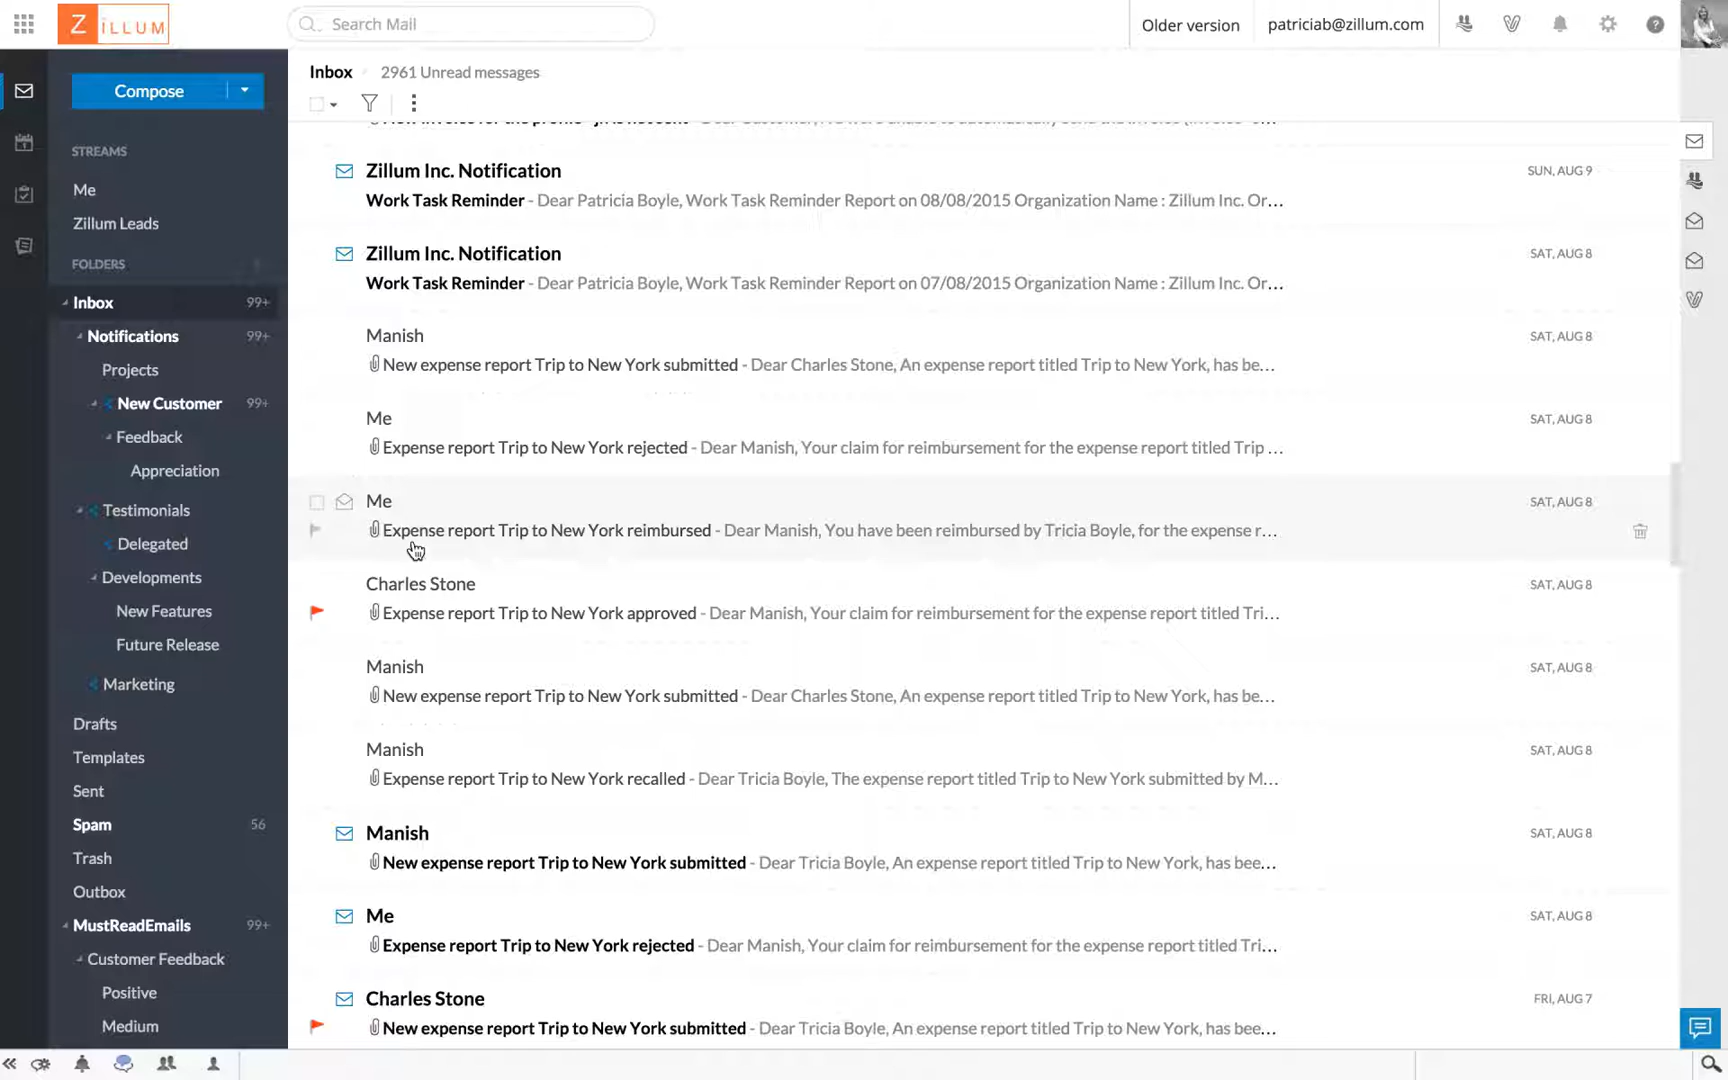 ZILLUM
Search Mail
Older version
patriciab@zillum.com
Compose
STREAMS
Me
Zillum Leads
FOLDERS
Inbox 99+
Notifications 99+
Projects
New Customer 99+
Feedback
Appreciation
Testimonials
Delegated
Developments
New Features
Future Release
Marketing
Drafts
Templates
Sent
Spam 56
Trash
Outbox
MustReadEmails 99+
Customer Feedback
Positive
Medium
Inbox 2961 Unread messages
Zillum Inc. Notification SUN, AUG 9
Work Task Reminder - Dear Patricia Boyle, Work Task Reminder Report on 08/08/2015 Organization Name : Zillum Inc. Or...
Zillum Inc. Notification SAT, AUG 8
Work Task Reminder - Dear Patricia Boyle, Work Task Reminder Report on 07/08/2015 Organization Name : Zillum Inc. Or...
Manish SAT, AUG 8
New expense report Trip to New York submitted - Dear Charles Stone, An expense report titled Trip to New York, has be...
Me SAT, AUG 8
Expense report Trip to New York rejected - Dear Manish, Your claim for reimbursement for the expense report titled Trip ...
Me SAT, AUG 8
Expense report Trip to New York reimbursed - Dear Manish, You have been reimbursed by Tricia Boyle, for the expense r...
Charles Stone SAT, AUG 8
Expense report Trip to New York approved - Dear Manish, Your claim for reimbursement for the expense report titled Tri...
Manish SAT, AUG 8
New expense report Trip to New York submitted - Dear Charles Stone, An expense report titled Trip to New York, has be...
Manish SAT, AUG 8
Expense report Trip to New York recalled - Dear Tricia Boyle, The expense report titled Trip to New York submitted by M...
Manish SAT, AUG 8
New expense report Trip to New York submitted - Dear Tricia Boyle, An expense report titled Trip to New York, has bee...
Me SAT, AUG 8
Expense report Trip to New York rejected - Dear Manish, Your claim for reimbursement for the expense report titled Tri...
Charles Stone FRI, AUG 7
New expense report Trip to New York submitted - Dear Tricia Boyle, An expense report titled Trip to New York, has bee...